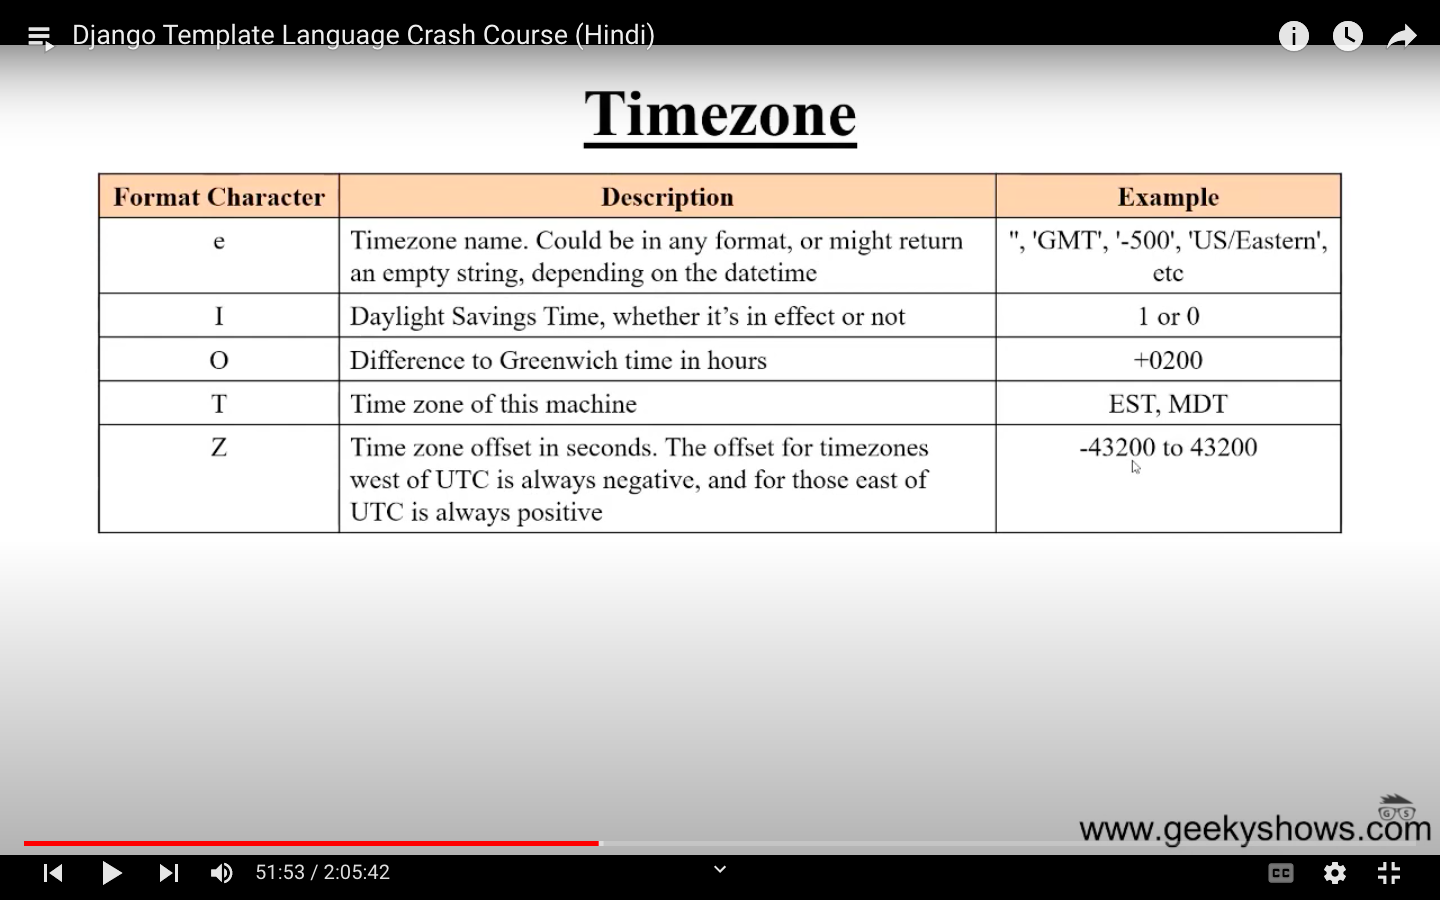 Django Template Language Crash Course (Hindi)
Timezone
Format Character Description Example
e Timezone name. Could be in any format, or might return '', 'GMT', '-500', 'US/Eastern',
an empty string, depending on the datetime etc
I Daylight Savings Time, whether it’s in effect or not 1 or 0
O Difference to Greenwich time in hours +0200
T Time zone of this machine EST, MDT
Z Time zone offset in seconds. The offset for timezones -43200 to 43200
west of UTC is always negative, and for those east of
UTC is always positive
GS
www.geekyshows.com
51:53 / 2:05:42 CC